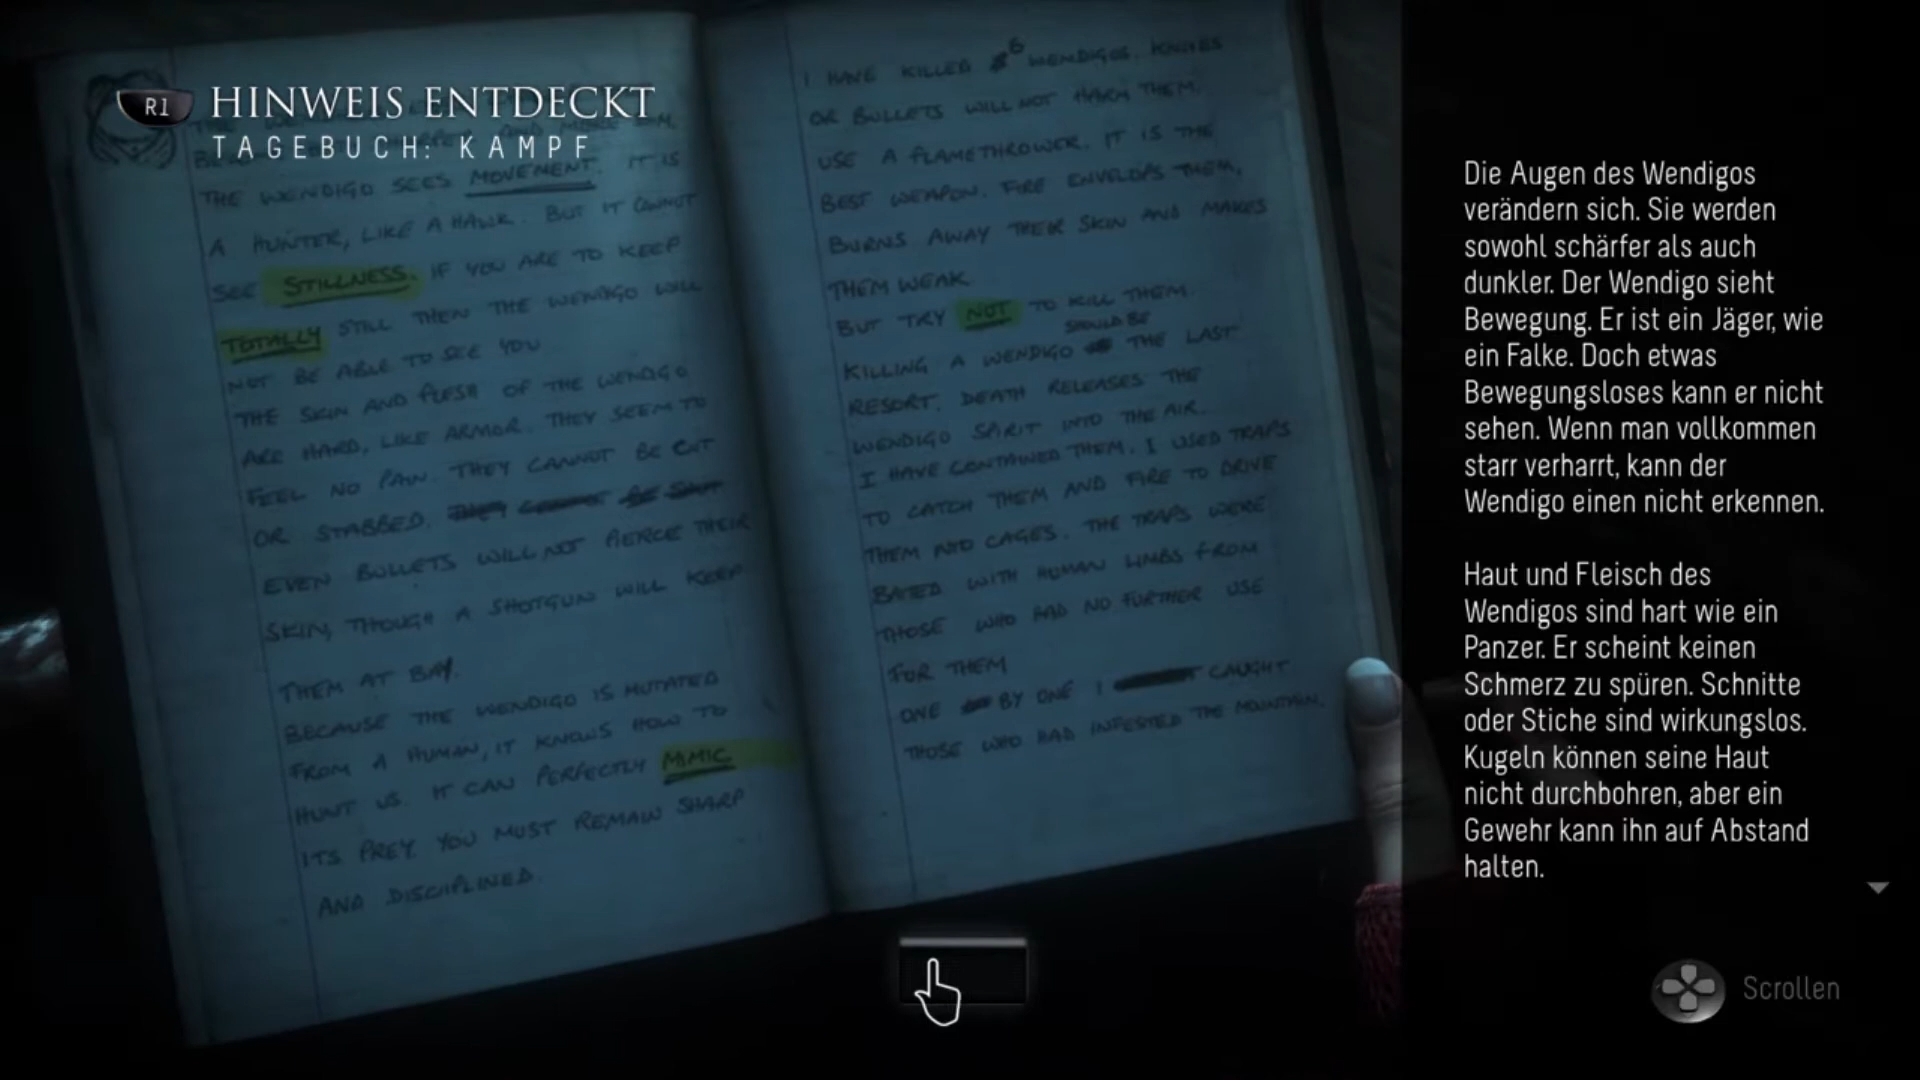 R1
HINWEIS ENTDECKT
TAGEBUCH: KAMPF
THE WENDIGO SEES MOVEMENT. IT IS
A HUNTER, LIKE A HAWK. BUT IT CANNOT
SEE STILLNESS. IF YOU ARE TO KEEP
TOTALLY STILL THEN THE WENDIGO WILL
NOT BE ABLE TO SEE YOU
THE SKIN AND FLESH OF THE WENDIGO
ARE HARD, LIKE ARMOR. THEY SEEM TO
FEEL NO PAIN. THEY CANNOT BE CUT
OR STABBED.
EVEN BULLETS WILL NOT PIERCE THEIR
SKIN, THOUGH A SHOTGUN WILL KEEP
THEM AT BAY.
BECAUSE THE WENDIGO IS MUTATED
FROM A HUMAN, IT KNOWS HOW TO
HUNT US. IT CAN PERFECTLY MIMIC
ITS PREY. YOU MUST REMAIN SHARP
AND DISCIPLINED.
I HAVE KILLED 6 WENDIGOS. KNIVES
OR BULLETS WILL NOT HARM THEM.
USE A FLAMETHROWER. IT IS THE
BEST WEAPON. FIRE ENVELOPS THEM,
BURNS AWAY THEIR SKIN AND MAKES
THEM WEAK
BUT TRY NOT TO KILL THEM.
KILLING A WENDIGO SHOULD BE THE LAST
RESORT. DEATH RELEASES THE
WENDIGO SPIRIT INTO THE AIR.
I HAVE CONTAINED THEM. I USED TRAPS
TO CATCH THEM AND FIRE TO DRIVE
THEM INTO CAGES. THE TRAPS WERE
BAITED WITH HUMAN LIMBS FROM
THOSE WHO HAD NO FURTHER USE
FOR THEM
ONE BY ONE I CAUGHT
THOSE WHO HAD INFESTED THE MOUNTAIN.
Die Augen des Wendigos
verändern sich. Sie werden
sowohl schärfer als auch
dunkler. Der Wendigo sieht
Bewegung. Er ist ein Jäger, wie
ein Falke. Doch etwas
Bewegungsloses kann er nicht
sehen. Wenn man vollkommen
starr verharrt, kann der
Wendigo einen nicht erkennen.
Haut und Fleisch des
Wendigos sind hart wie ein
Panzer. Er scheint keinen
Schmerz zu spüren. Schnitte
oder Stiche sind wirkungslos.
Kugeln können seine Haut
nicht durchbohren, aber ein
Gewehr kann ihn auf Abstand
halten.
Scrollen